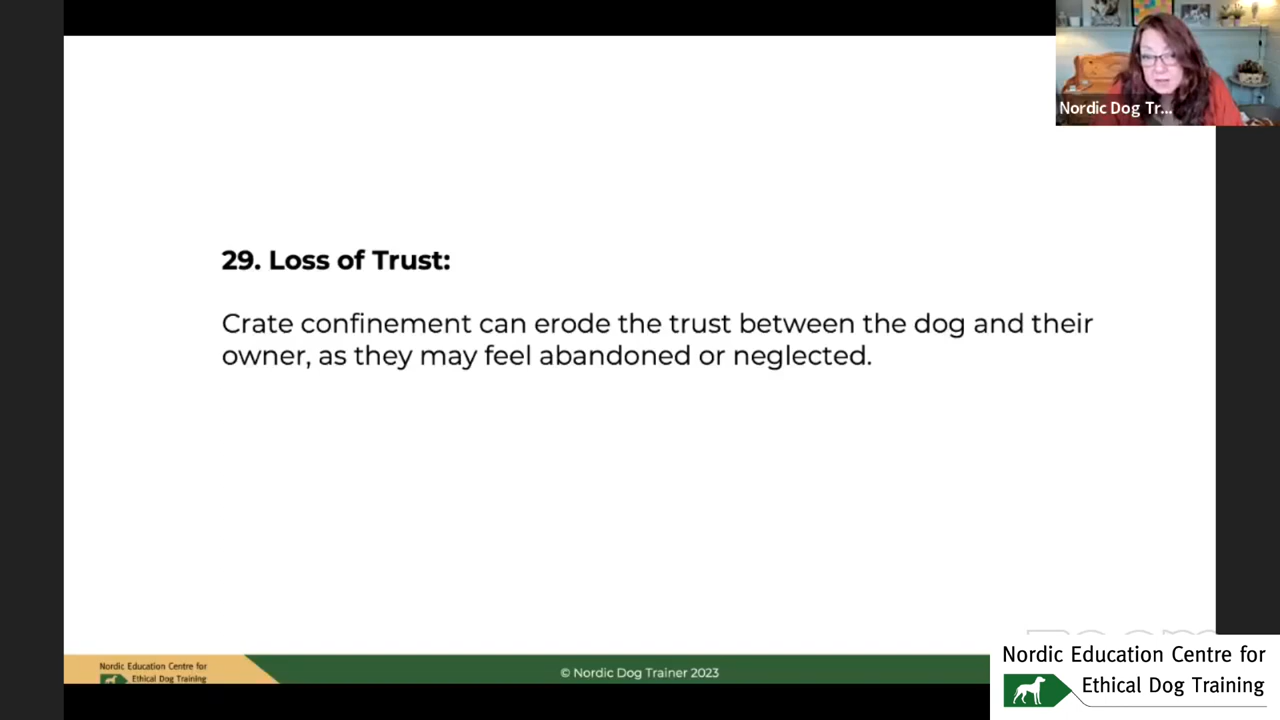 Nordic Dog Tr...
29. Loss of Trust:
Crate confinement can erode the trust between the dog and their
owner, as they may feel abandoned or neglected.
Nordic Education Centre for
Ethical Dog Training
© Nordic Dog Trainer 2023
zoom
Nordic Education Centre for
Ethical Dog Training